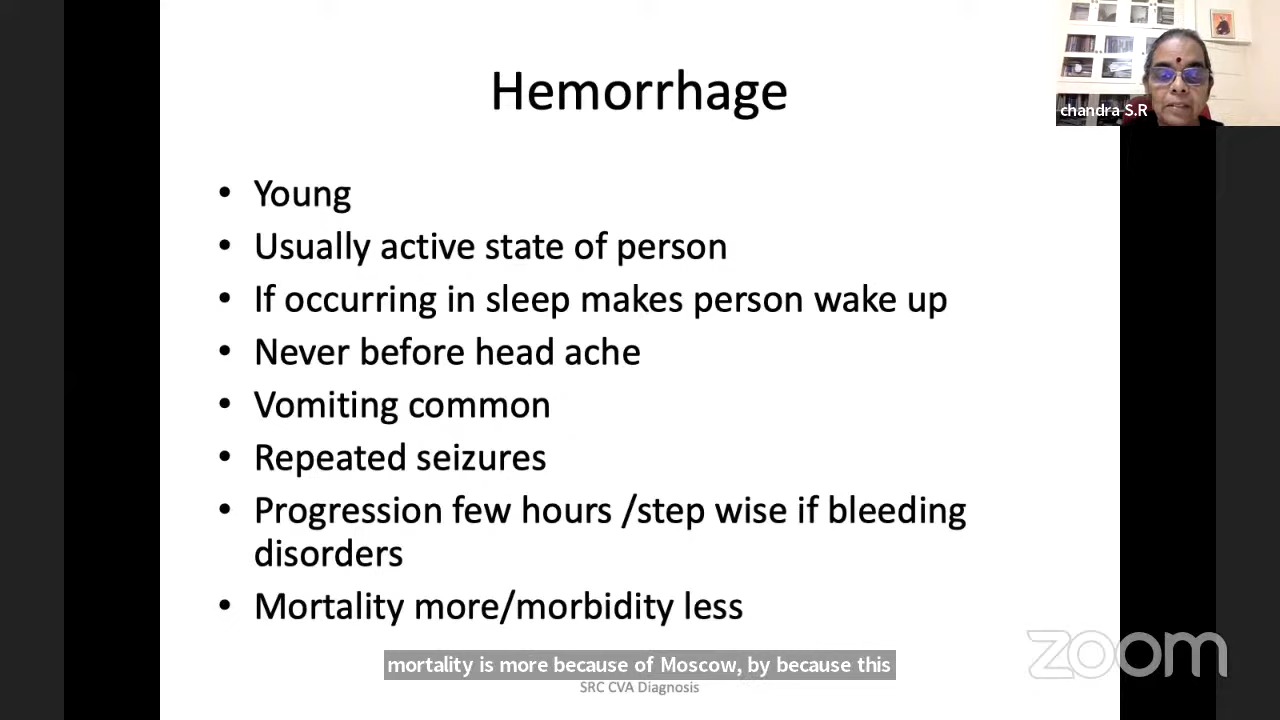 Hemorrhage
chandra S.R
• Young
• Usually active state of person
• If occurring in sleep makes person wake up
• Never before head ache
• Vomiting common
• Repeated seizures
• Progression few hours /step wise if bleeding
disorders
• Mortality more/morbidity less
mortality is more because of Moscow, by because this
SRC CVA Diagnosis
zoom